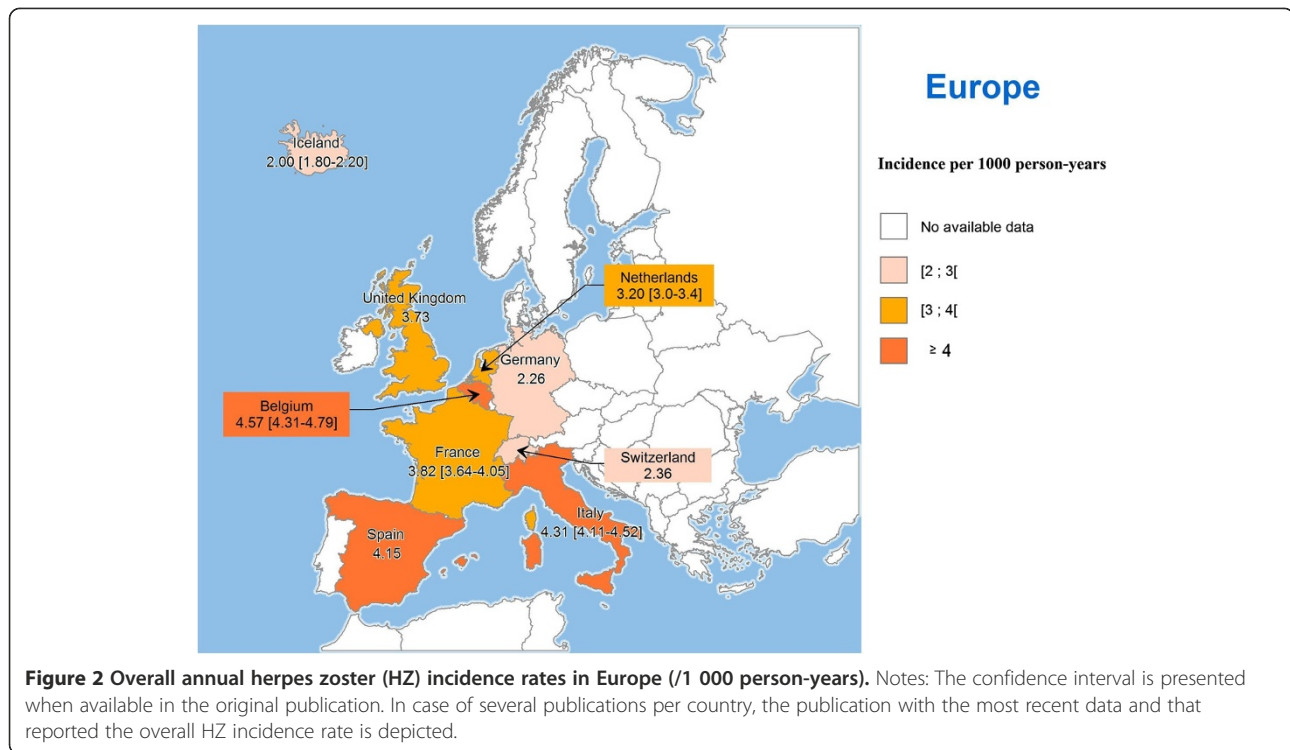 Europe
Incidence per 1000 person-years
No available data
[2 ; 3[
[3 ; 4[
≥ 4
Iceland
2.00 [1.80-2.20]
United Kingdom
3.73
Netherlands
3.20 [3.0-3.4]
Germany
2.26
Belgium
4.57 [4.31-4.79]
France
3.82 [3.64-4.05]
Switzerland
2.36
Italy
4.31 [4.11-4.52]
Spain
4.15
Figure 2 Overall annual herpes zoster (HZ) incidence rates in Europe (/1 000 person-years). Notes: The confidence interval is presented
when available in the original publication. In case of several publications per country, the publication with the most recent data and that
reported the overall HZ incidence rate is depicted.